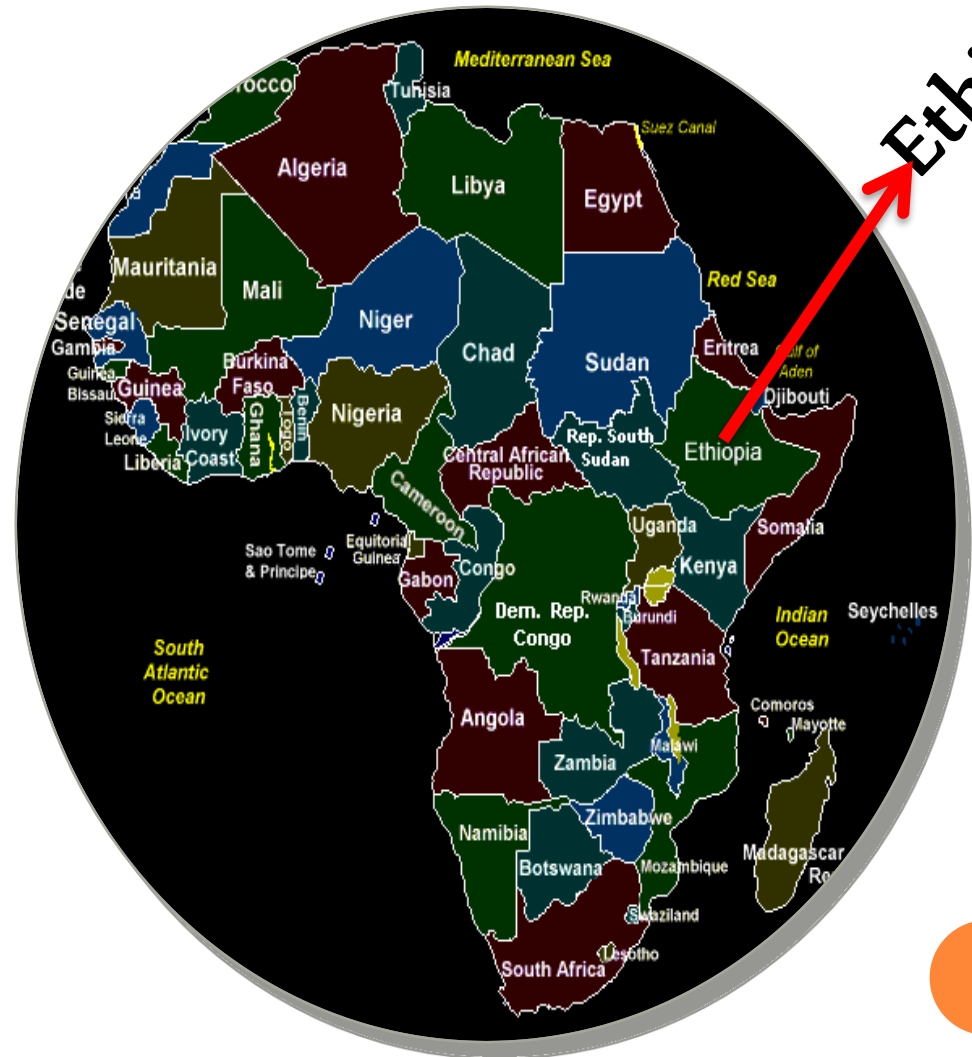 Eth
Mediterranean Sea
rocco
Tunisia
Suez Canal
Algeria
Libya
Egypt
Mauritania
Mali
Red Sea
de
Niger
Senegal
Gambia
Chad
Sudan
Eritrea
Gulf of
Aden
Guinea
Bissau
Guinea
Burkina
Faso
Djibouti
Sierra
Leone
Ivory
Coast
Ghana
Togo
Benin
Nigeria
Rep. South
Sudan
Ethiopia
Liberia
Central African
Republic
Cameroon
Uganda
Somalia
Equitorial
Guinea
Sao Tome
& Principe
Congo
Kenya
Gabon
Rwanda
Burundi
Dem. Rep.
Congo
Indian
Ocean
Seychelles
South
Atlantic
Ocean
Tanzania
Angola
Comoros
Mayotte
Malawi
Zambia
Zimbabwe
Namibia
Botswana
Mozambique
Madagascar
Re
Swaziland
Lesotho
South Africa